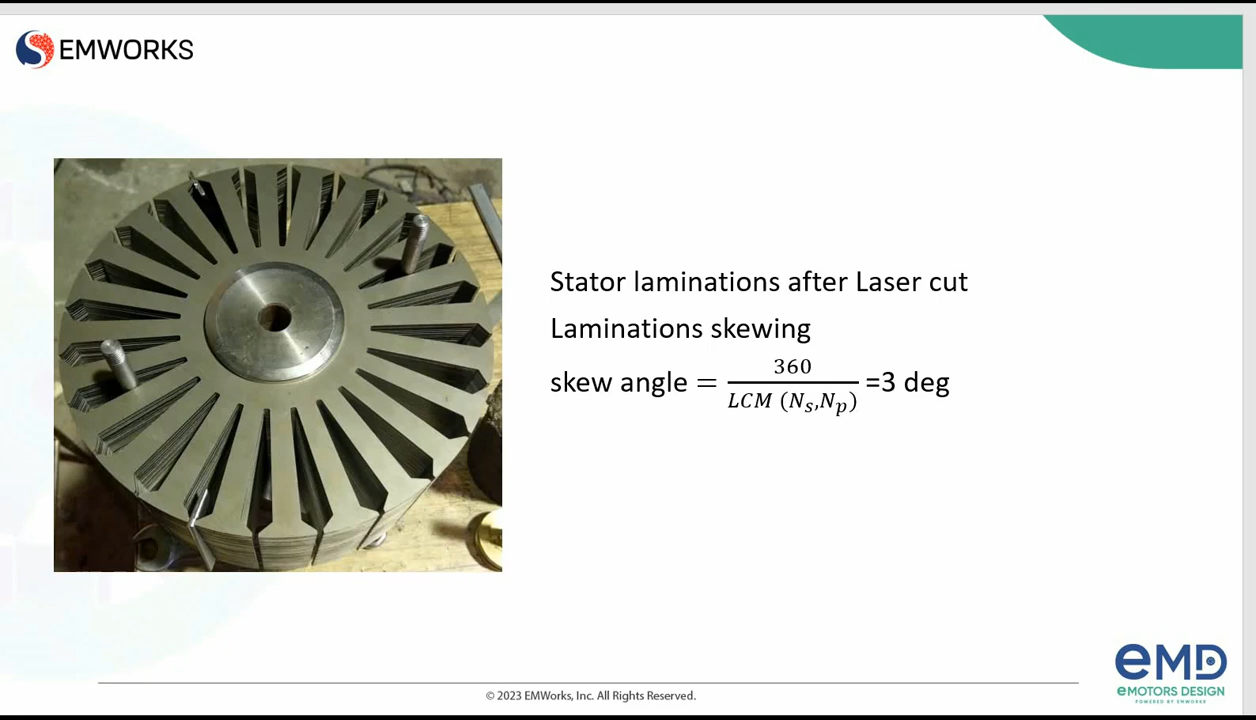 EMWORKS
Stator laminations after Laser cut
Laminations skewing
skew angle = 360 / LCM (Nₛ,Nₚ) =3 deg
© 2023 EMWorks, Inc. All Rights Reserved.
eMD
eMOTORS DESIGN
POWERED BY EMWORKS